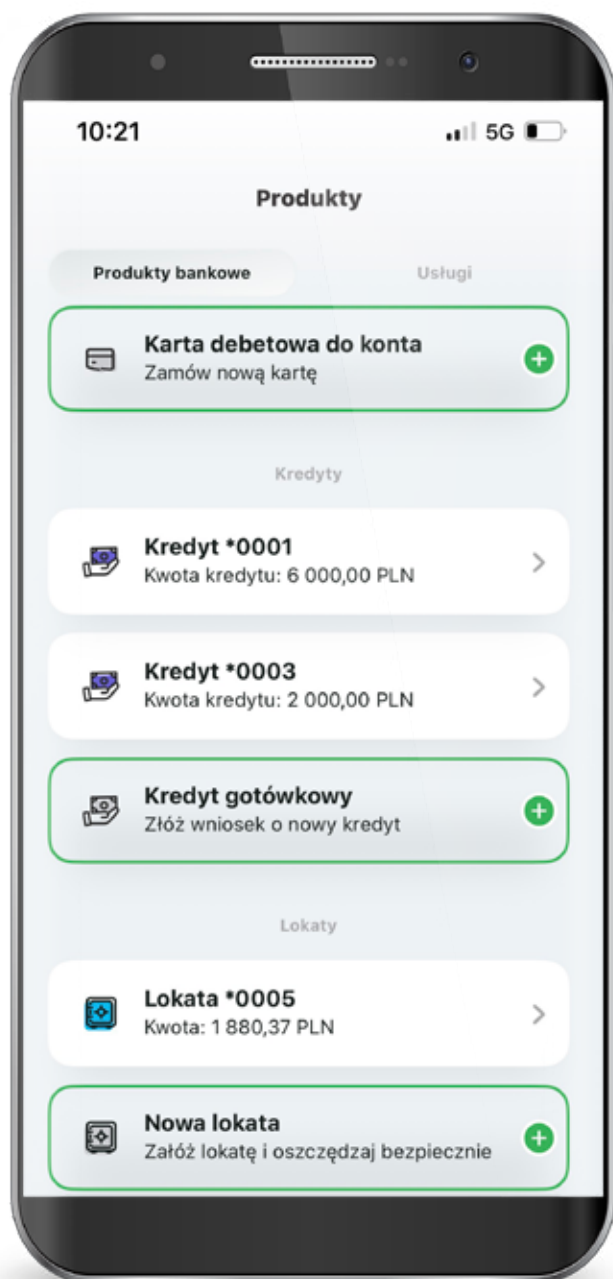 10:21
5G
Produkty
Produkty bankowe
Usługi
Karta debetowa do konta
Zamów nową kartę
Kredyty
Kredyt *0001
Kwota kredytu: 6 000,00 PLN
Kredyt *0003
Kwota kredytu: 2 000,00 PLN
Kredyt gotówkowy
Złóż wniosek o nowy kredyt
Lokaty
Lokata *0005
Kwota: 1 880,37 PLN
Nowa lokata
Załóż lokatę i oszczędzaj bezpiecznie